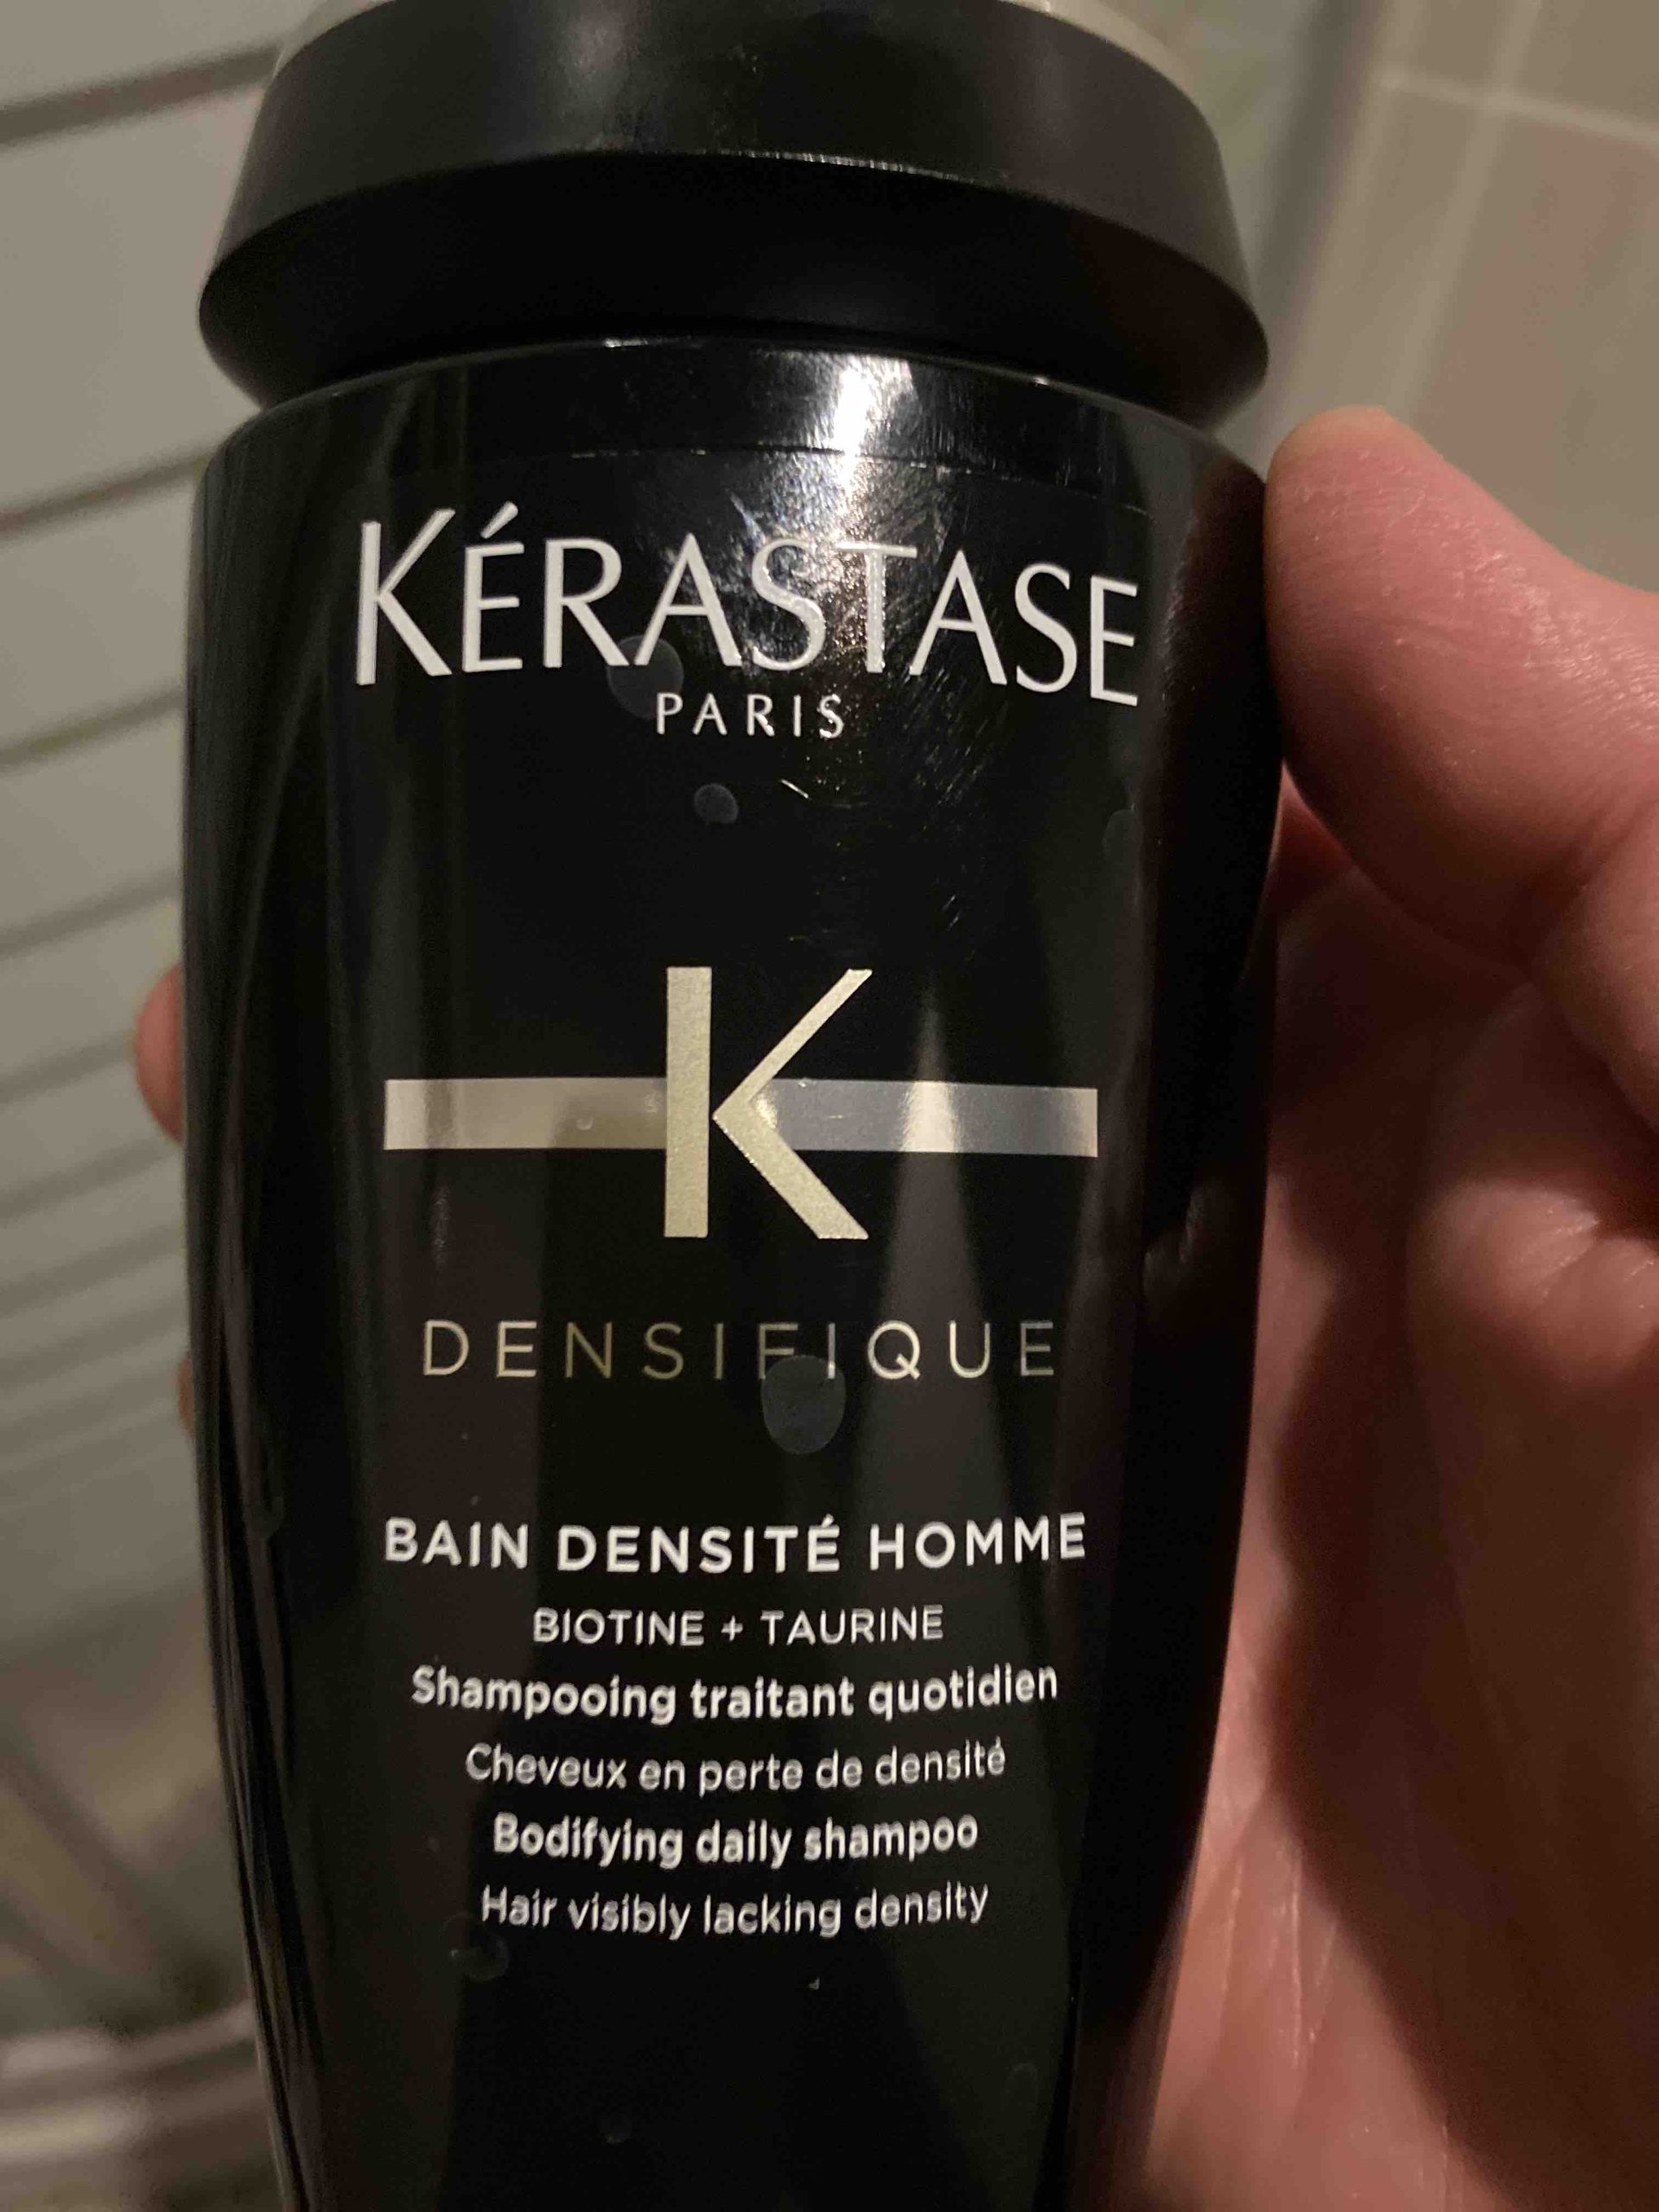 KÉRASTASE
PARIS
K
DENSIFIQUE
BAIN DENSITÉ HOMME
BIOTINE + TAURINE
Shampooing traitant quotidien
Cheveux en perte de densité
Bodifying daily shampoo
Hair visibly lacking density